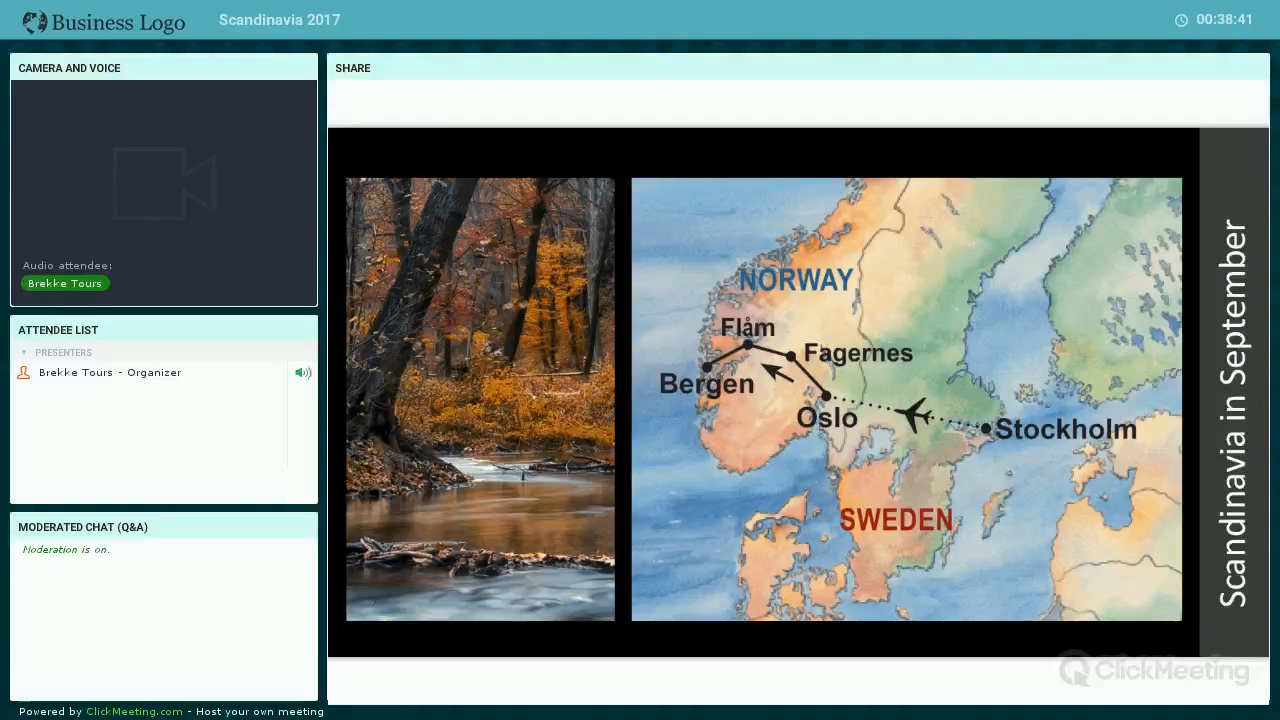 Business Logo
Scandinavia 2017
00:38:41
CAMERA AND VOICE
Audio attendee:
Brekke Tours
ATTENDEE LIST
PRESENTERS
Brekke Tours - Organizer
MODERATED CHAT (Q&A)
Moderation is on.
SHARE
NORWAY
Flåm
Fagernes
Bergen
Oslo
Stockholm
SWEDEN
Scandinavia in September
ClickMeeting
Powered by ClickMeeting.com - Host your own meeting